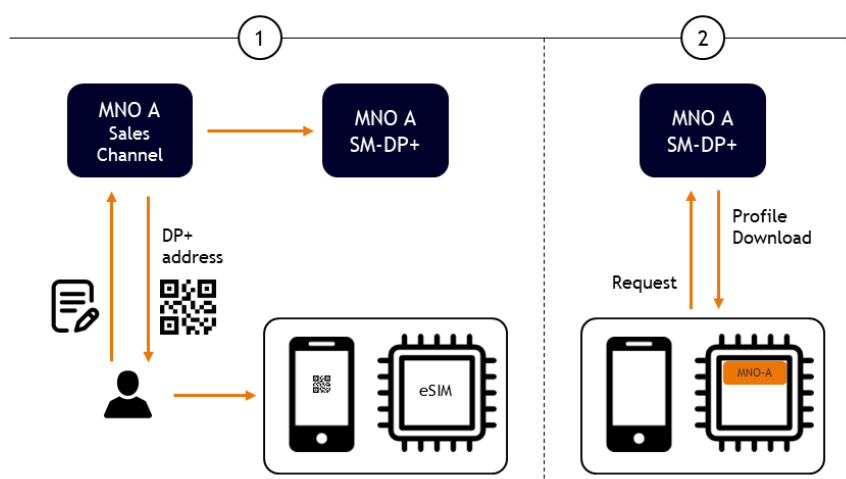 1
2
MNO A
Sales
Channel
MNO A
SM-DP+
MNO A
SM-DP+
DP+
address
Profile
Download
Request
eSIM
MNO-A